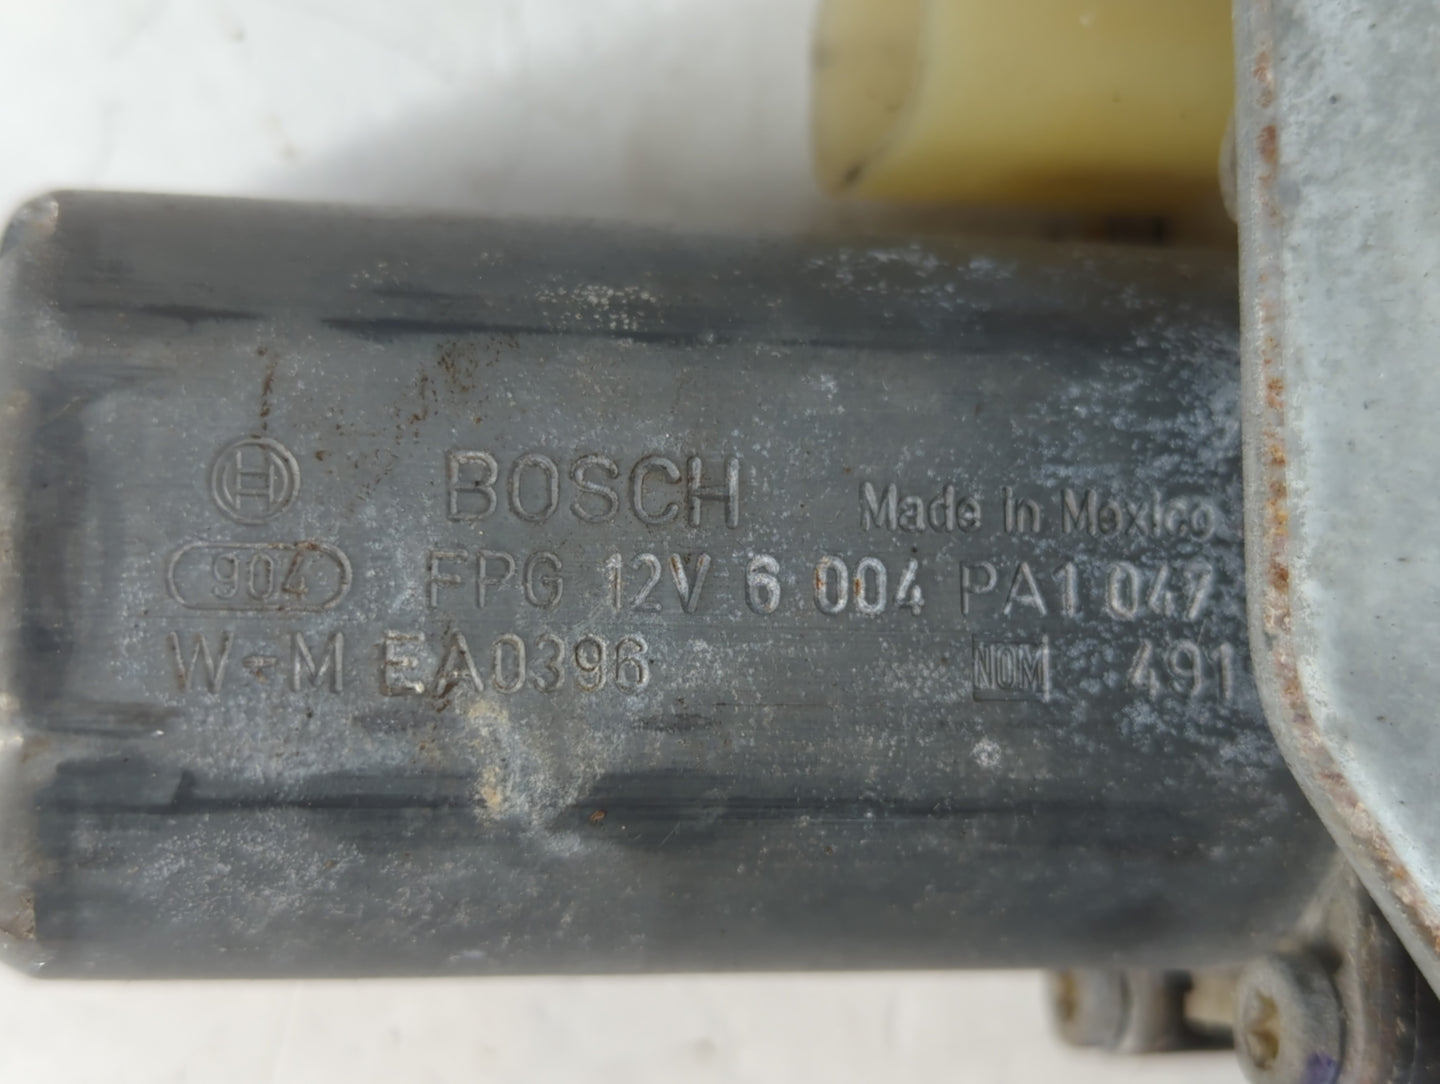 BOSCH Made in Mexico
904 FPG 12V 6 004 PA1 047
W-M EA0396 NOM 491